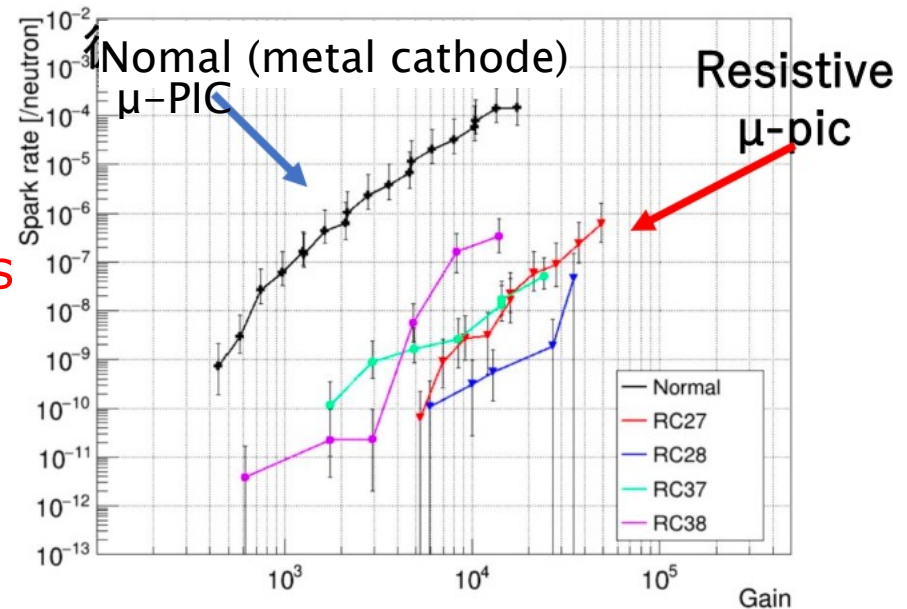 Nomal (metal cathode)
μ-PIC
Resistive
μ-pic
s
Spark rate [/neutron]
10⁻²
10⁻³
10⁻⁴
10⁻⁵
10⁻⁶
10⁻⁷
10⁻⁸
10⁻⁹
10⁻¹⁰
10⁻¹¹
10⁻¹²
10⁻¹³
Normal
RC27
RC28
RC37
RC38
10³
10⁴
10⁵
Gain